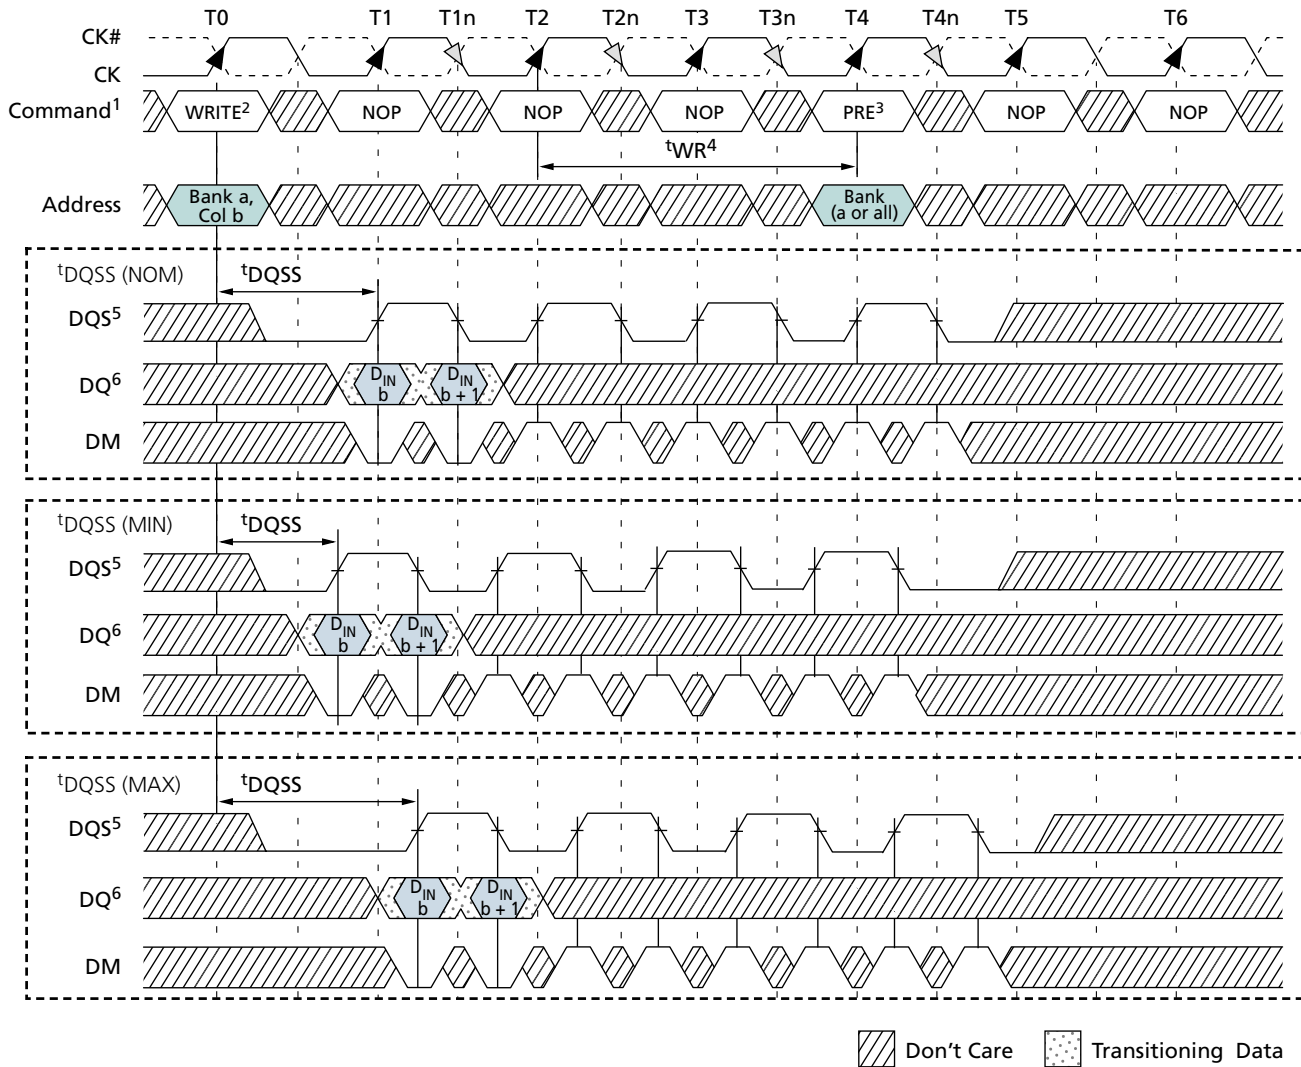 T0 T1 T1n T2 T2n T3 T3n T4 T4n T5 T6
CK#
CK
Command1 WRITE2 NOP NOP NOP PRE3 NOP NOP
tWR4
Address Bank a, Col b Bank (a or all)
tDQSS (NOM) tDQSS
DQS5
DQ6 DIN b DIN b + 1
DM
tDQSS (MIN) tDQSS
DQS5
DQ6 DIN b DIN b + 1
DM
tDQSS (MAX) tDQSS
DQS5
DQ6 DIN b DIN b + 1
DM
Don't Care Transitioning Data